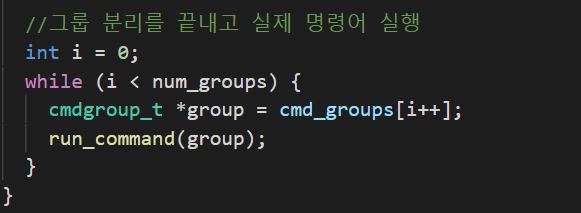 //그룹 분리를 끝내고 실제 명령어 실행
int i = 0;
while (i < num_groups) {
cmdgroup_t *group = cmd_groups[i++];
run_command(group);
}
}